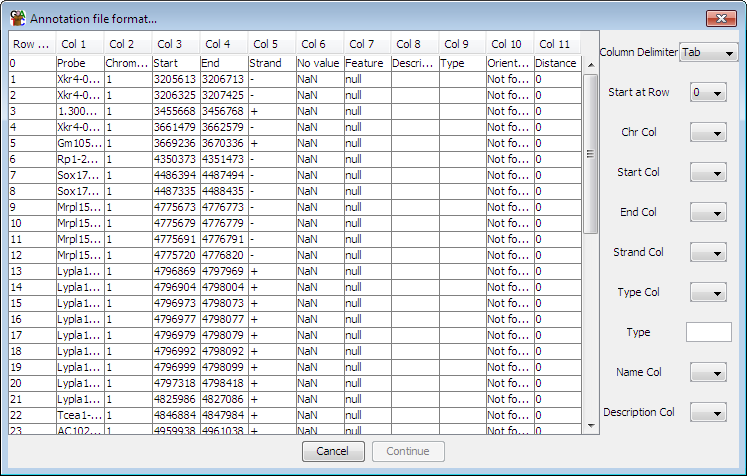 Annotation file format...
Row ... Col 1 Col 2 Col 3 Col 4 Col 5 Col 6 Col 7 Col 8 Col 9 Col 10 Col 11
0 Probe Chrom... Start End Strand No value Feature Descri... Type Orient... Distance
1 Xkr4-0... 1 3205613 3206713 - NaN null Not fo... 0
2 Xkr4-0... 1 3206325 3207425 - NaN null Not fo... 0
3 1.300... 1 3455668 3456768 + NaN null Not fo... 0
4 Xkr4-0... 1 3661479 3662579 - NaN null Not fo... 0
5 Gm105... 1 3669236 3670336 + NaN null Not fo... 0
6 Rp1-2... 1 4350373 4351473 - NaN null Not fo... 0
7 Sox17... 1 4486394 4487494 - NaN null Not fo... 0
8 Sox17... 1 4487335 4488435 - NaN null Not fo... 0
9 Mrpl15... 1 4775673 4776773 - NaN null Not fo... 0
10 Mrpl15... 1 4775679 4776779 - NaN null Not fo... 0
11 Mrpl15... 1 4775691 4776791 - NaN null Not fo... 0
12 Mrpl15... 1 4775720 4776820 - NaN null Not fo... 0
13 Lypla1... 1 4796869 4797969 + NaN null Not fo... 0
14 Lypla1... 1 4796904 4798004 + NaN null Not fo... 0
15 Lypla1... 1 4796973 4798073 + NaN null Not fo... 0
16 Lypla1... 1 4796977 4798077 + NaN null Not fo... 0
17 Lypla1... 1 4796979 4798079 + NaN null Not fo... 0
18 Lypla1... 1 4796992 4798092 + NaN null Not fo... 0
19 Lypla1... 1 4796999 4798099 + NaN null Not fo... 0
20 Lypla1... 1 4797318 4798418 + NaN null Not fo... 0
21 Lypla1... 1 4825986 4827086 + NaN null Not fo... 0
22 Tcea1-... 1 4846884 4847984 + NaN null Not fo... 0
23 AC102... 1 4959938 4961038 + NaN null Not fo... 0
Column Delimiter Tab
Start at Row 0
Chr Col
Start Col
End Col
Strand Col
Type Col
Type
Name Col
Description Col
Cancel Continue